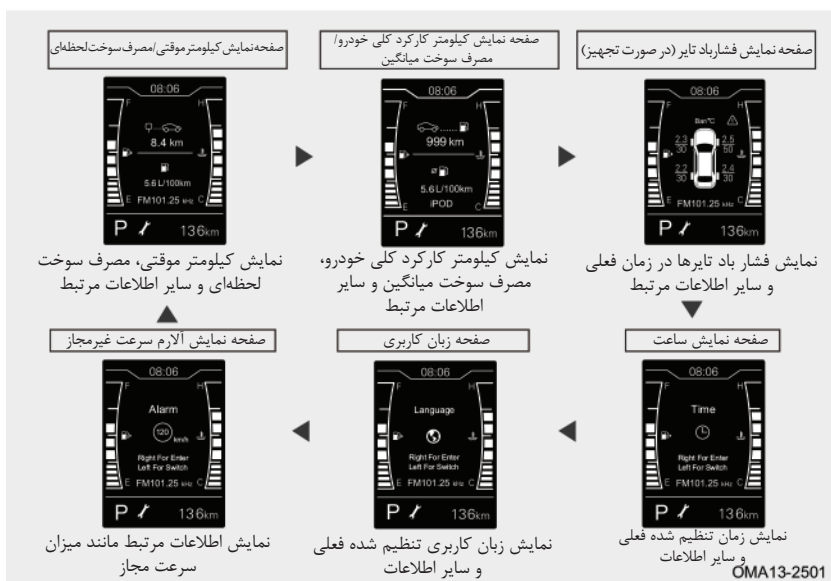 صفحه نمایش کیلومتر موقتی/مصرف سوخت لحظه‌ای
08:06
F H
8.4 km
5.6 L/100km
E FM101.25 kHz C
P 136km
نمایش کیلومتر موقتی، مصرف سوخت
لحظه‌ای و سایر اطلاعات مرتبط
صفحه نمایش کیلومتر کارکرد کلی خودرو/
مصرف سوخت میانگین
08:06
F H
999 km
5.6 L/100km
E iPOD C
P 136km
نمایش کیلومتر کارکرد کلی خودرو،
مصرف سوخت میانگین و سایر
اطلاعات مرتبط
صفحه نمایش فشارباد تایر (در صورت تجهیز)
08:06
F H
Bar/°C
2.3 2.5
30 50
2.2 2.4
30 30
E FM101.25 kHz C
P 136km
نمایش فشار باد تایرها در زمان فعلی
و سایر اطلاعات مرتبط
صفحه نمایش ساعت
08:06
F H
Time
Right For Enter
Left For Switch
E FM101.25 kHz C
P 136km
نمایش زمان تنظیم شده فعلی
و سایر اطلاعات
صفحه زبان کاربری
08:06
F H
Language
Right For Enter
Left For Switch
E FM101.25 kHz C
P 136km
نمایش زبان کاربری تنظیم شده فعلی
و سایر اطلاعات
صفحه نمایش آلارم سرعت غیرمجاز
08:06
F H
Alarm
120 km/h
Right For Enter
Left For Switch
E FM101.25 kHz C
P 136km
نمایش اطلاعات مرتبط مانند میزان
سرعت مجاز
OMA13-2501